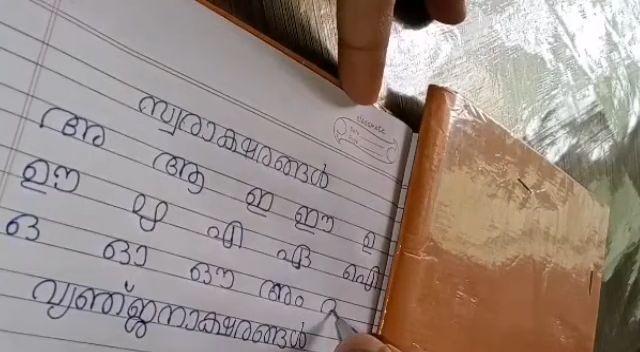 സ്വരാക്ഷരങ്ങൾ
അ ആ ഇ ഈ ഉ
ഊ ഋ എ ഏ ഐ
ഒ ഓ ഔ അം
വ്യഞ്ജനാക്ഷരങ്ങൾ